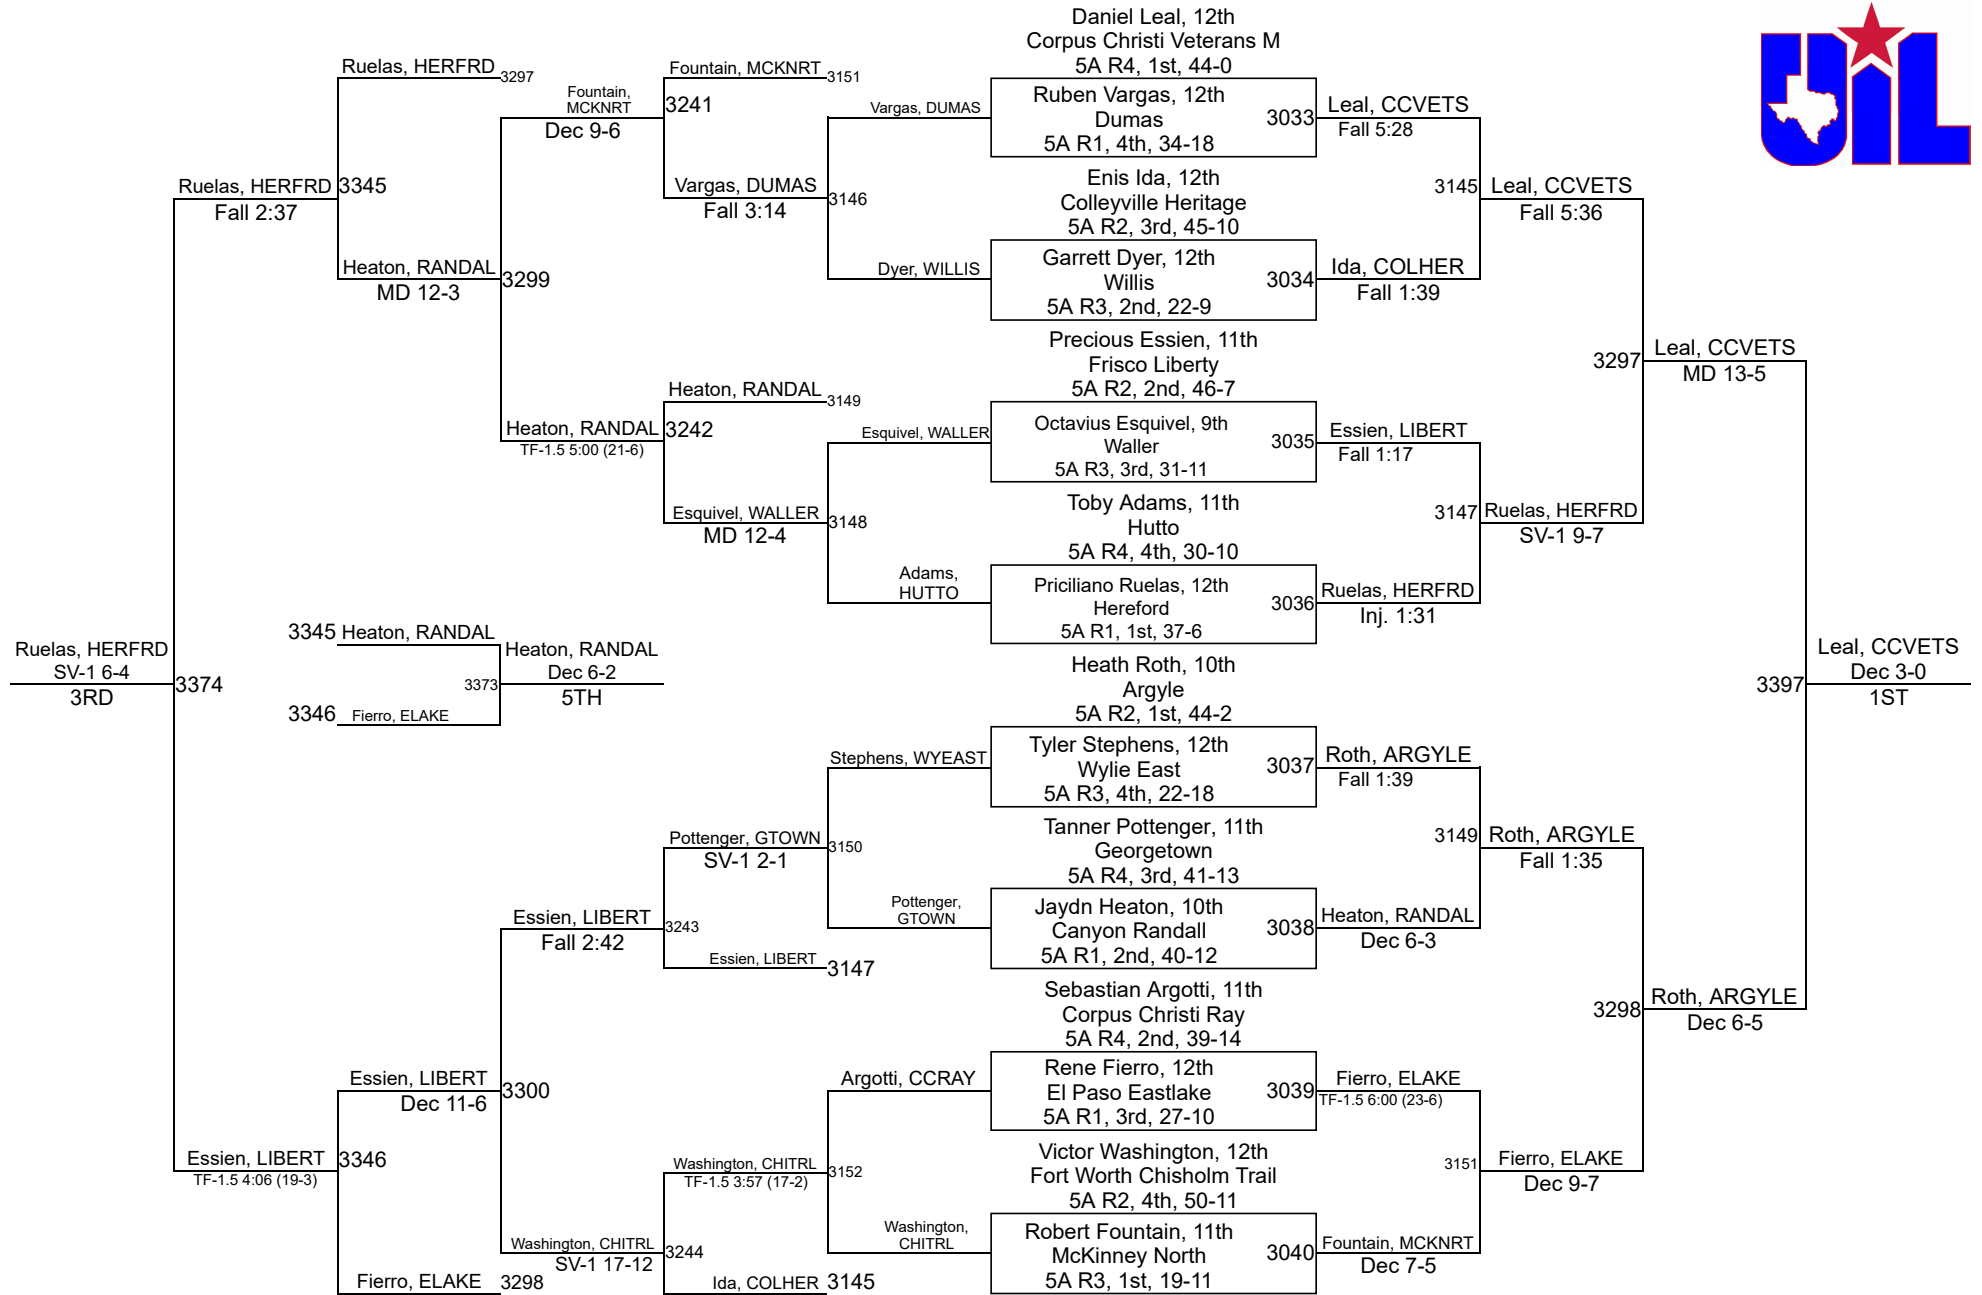 Daniel Leal, 12th
Corpus Christi Veterans M
5A R4, 1st, 44-0
Ruben Vargas, 12th
Dumas
5A R1, 4th, 34-18
3033
Enis Ida, 12th
Colleyville Heritage
5A R2, 3rd, 45-10
Garrett Dyer, 12th
Willis
5A R3, 2nd, 22-9
3034
Precious Essien, 11th
Frisco Liberty
5A R2, 2nd, 46-7
Octavius Esquivel, 9th
Waller
5A R3, 3rd, 31-11
3035
Toby Adams, 11th
Hutto
5A R4, 4th, 30-10
Priciliano Ruelas, 12th
Hereford
5A R1, 1st, 37-6
3036
Heath Roth, 10th
Argyle
5A R2, 1st, 44-2
Tyler Stephens, 12th
Wylie East
5A R3, 4th, 22-18
3037
Tanner Pottenger, 11th
Georgetown
5A R4, 3rd, 41-13
Jaydn Heaton, 10th
Canyon Randall
5A R1, 2nd, 40-12
3038
Sebastian Argotti, 11th
Corpus Christi Ray
5A R4, 2nd, 39-14
Rene Fierro, 12th
El Paso Eastlake
5A R1, 3rd, 27-10
3039
Victor Washington, 12th
Fort Worth Chisholm Trail
5A R2, 4th, 50-11
Robert Fountain, 11th
McKinney North
5A R3, 1st, 19-11
3040
Leal, CCVETS
Fall 5:28
3145
Ida, COLHER
Fall 1:39
Essien, LIBERT
Fall 1:17
3147
Ruelas, HERFRD
Inj. 1:31
Roth, ARGYLE
Fall 1:39
3149
Heaton, RANDAL
Dec 6-3
Fierro, ELAKE
TF-1.5 6:00 (23-6)
3151
Fountain, MCKNRT
Dec 7-5
Leal, CCVETS
Fall 5:36
3297
Ruelas, HERFRD
SV-1 9-7
Roth, ARGYLE
Fall 1:35
3298
Fierro, ELAKE
Dec 9-7
Leal, CCVETS
MD 13-5
3397
Roth, ARGYLE
Dec 6-5
Leal, CCVETS
Dec 3-0
1ST
UIL
Vargas, DUMAS
3146
Dyer, WILLIS
Esquivel, WALLER
3148
Adams,
HUTTO
Stephens, WYEAST
3150
Pottenger,
GTOWN
Argotti, CCRAY
3152
Washington,
CHITRL
Fountain, MCKNRT
3151
3241
Vargas, DUMAS
Fall 3:14
Heaton, RANDAL
3149
3242
Esquivel, WALLER
MD 12-4
Pottenger, GTOWN
SV-1 2-1
3243
Essien, LIBERT
3147
Washington, CHITRL
TF-1.5 3:57 (17-2)
3244
Ida, COLHER
3145
Fountain,
MCKNRT
Dec 9-6
3299
Heaton, RANDAL
TF-1.5 5:00 (21-6)
Essien, LIBERT
Fall 2:42
3300
Washington, CHITRL
SV-1 17-12
Ruelas, HERFRD
3297
3345
Heaton, RANDAL
MD 12-3
Essien, LIBERT
Dec 11-6
3346
Fierro, ELAKE
3298
Ruelas, HERFRD
Fall 2:37
3374
Essien, LIBERT
TF-1.5 4:06 (19-3)
Ruelas, HERFRD
SV-1 6-4
3RD
3345
Heaton, RANDAL
3373
3346
Fierro, ELAKE
Heaton, RANDAL
Dec 6-2
5TH